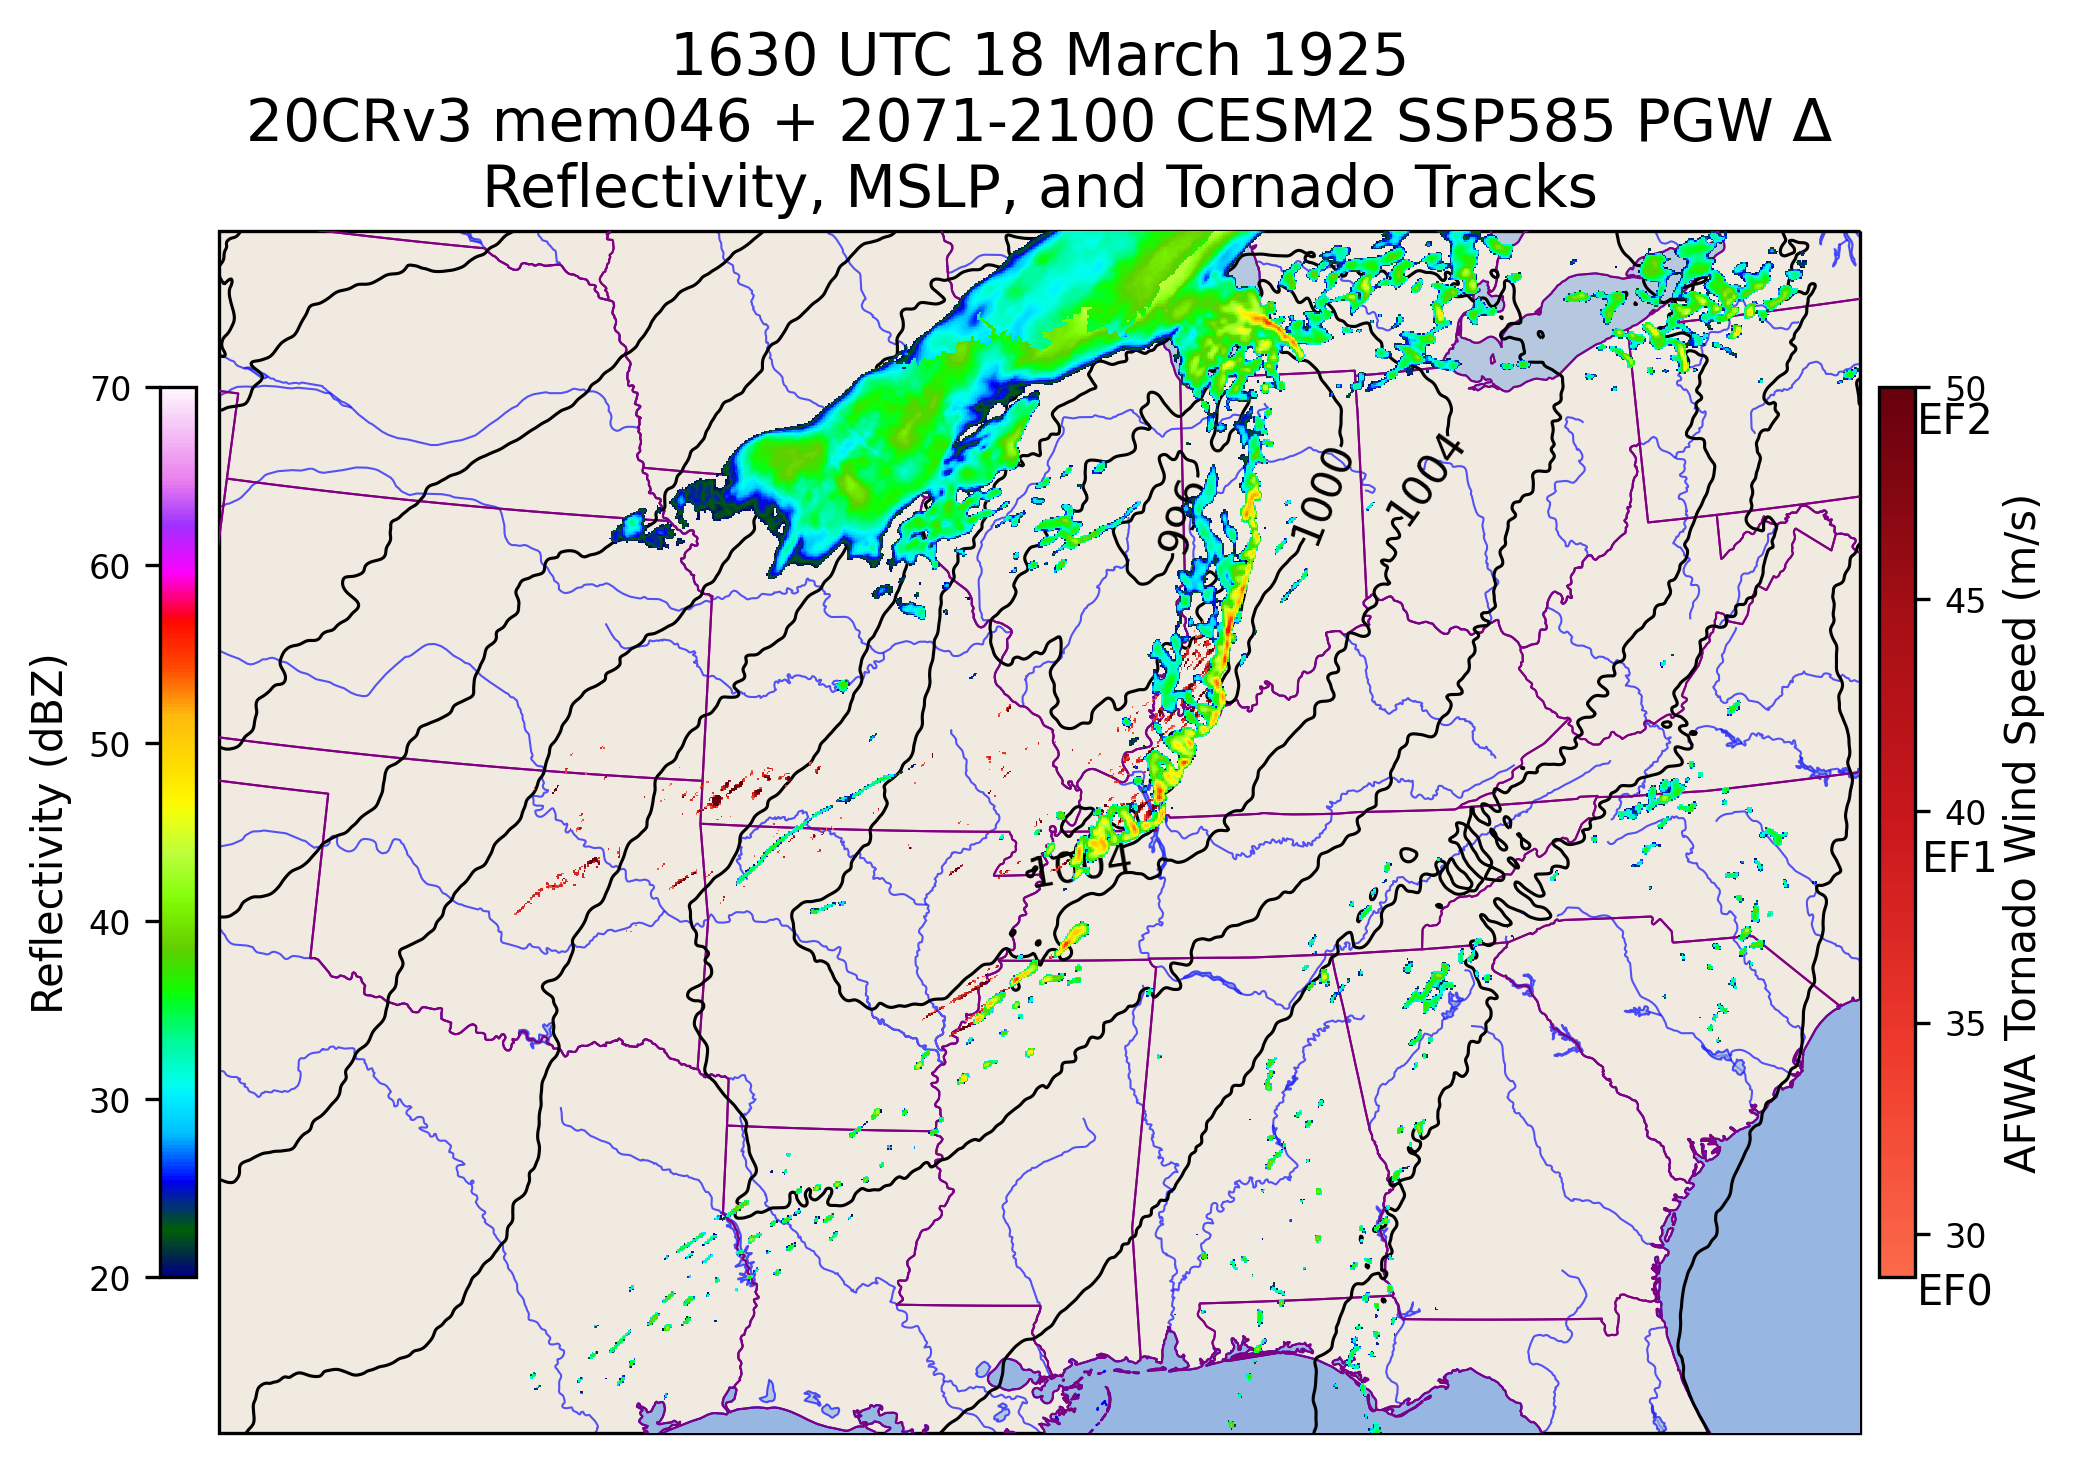 1630 UTC 18 March 1925
20CRv3 mem046 + 2071-2100 CESM2 SSP585 PGW Δ
Reflectivity, MSLP, and Tornado Tracks
70
60
50
40
30
20
Reflectivity (dBZ)
996
1000
1004
1004
50
EF2
45
40
EF1
35
30
EF0
AFWA Tornado Wind Speed (m/s)